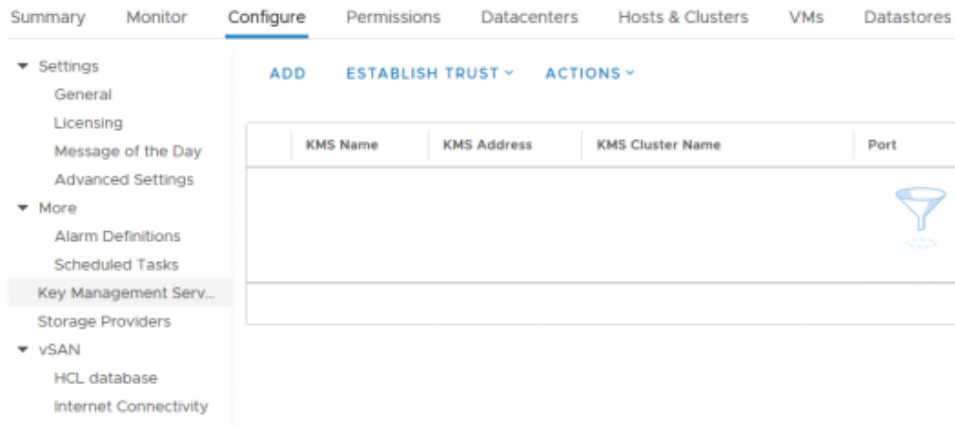 Summary Monitor Configure Permissions Datacenters Hosts & Clusters VMs Datastores
Settings
General
Licensing
Message of the Day
Advanced Settings
More
Alarm Definitions
Scheduled Tasks
Key Management Serv...
Storage Providers
vSAN
HCL database
Internet Connectivity
ADD ESTABLISH TRUST ACTIONS
KMS Name KMS Address KMS Cluster Name Port